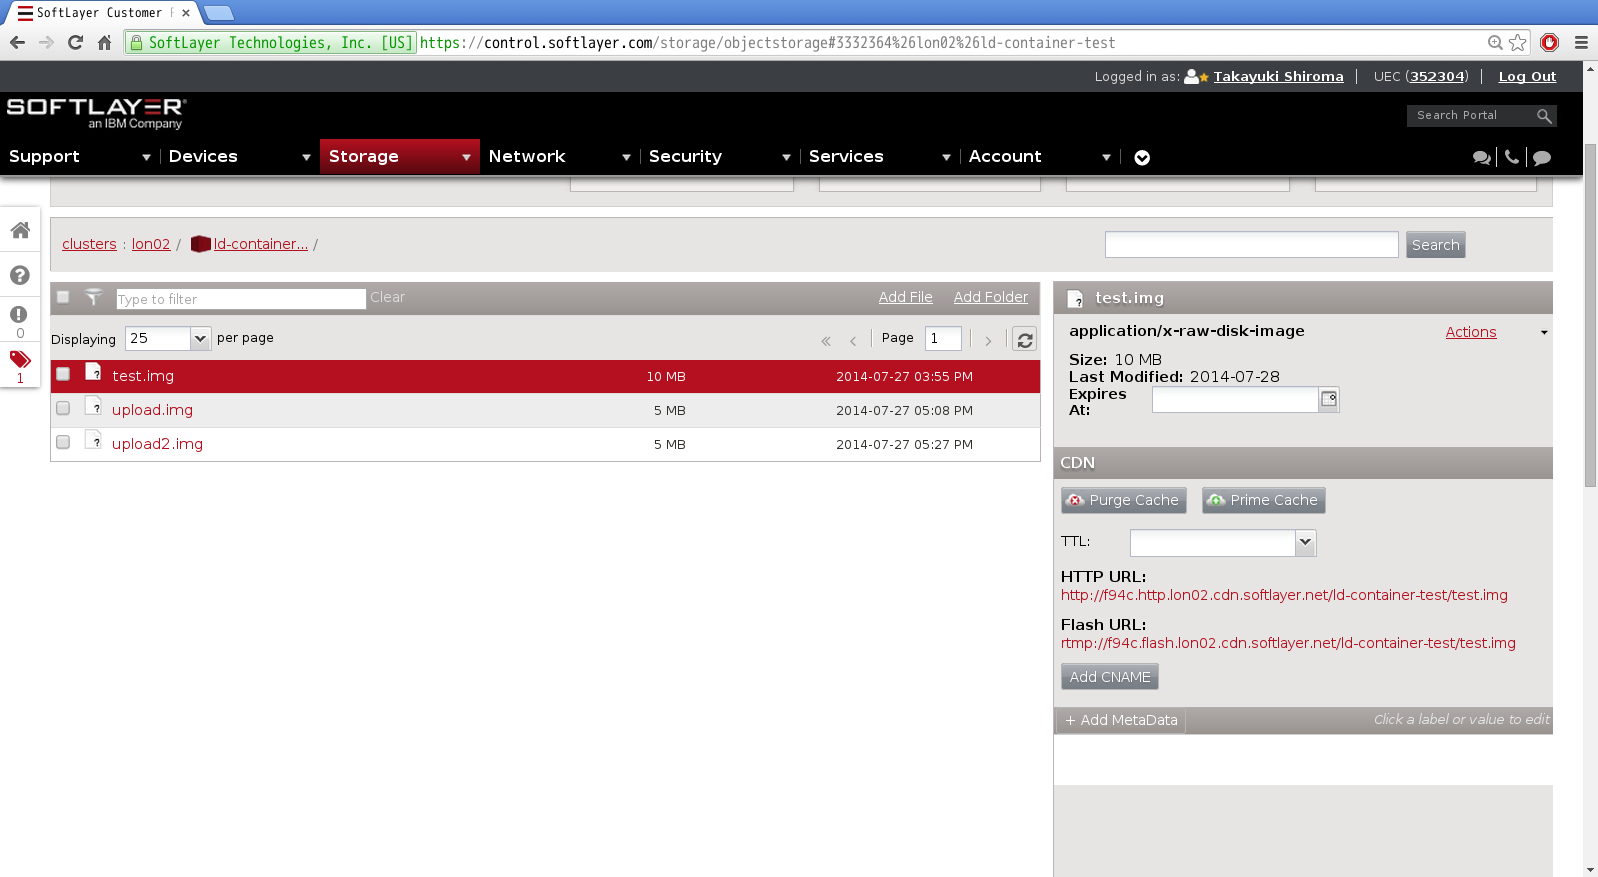 SoftLayer Customer
SoftLayer Technologies, Inc. [US] https://control.softlayer.com/storage/objectstorage#3332364%26lon02%26ld-container-test
Logged in as: Takayuki Shiroma | UEC (352304) | Log Out
SOFTLAYER®
an IBM Company
Search Portal
Support Devices Storage Network Security Services Account
clusters : lon02 / ld-container... /
Search
0
1
Type to filter Clear Add File Add Folder
Displaying 25 per page « ‹ Page 1 ›
test.img 10 MB 2014-07-27 03:55 PM
upload.img 5 MB 2014-07-27 05:08 PM
upload2.img 5 MB 2014-07-27 05:27 PM
test.img
application/x-raw-disk-image Actions
Size: 10 MB
Last Modified: 2014-07-28
Expires
At:
CDN
Purge Cache Prime Cache
TTL:
HTTP URL:
http://f94c.http.lon02.cdn.softlayer.net/ld-container-test/test.img
Flash URL:
rtmp://f94c.flash.lon02.cdn.softlayer.net/ld-container-test/test.img
Add CNAME
+ Add MetaData Click a label or value to edit